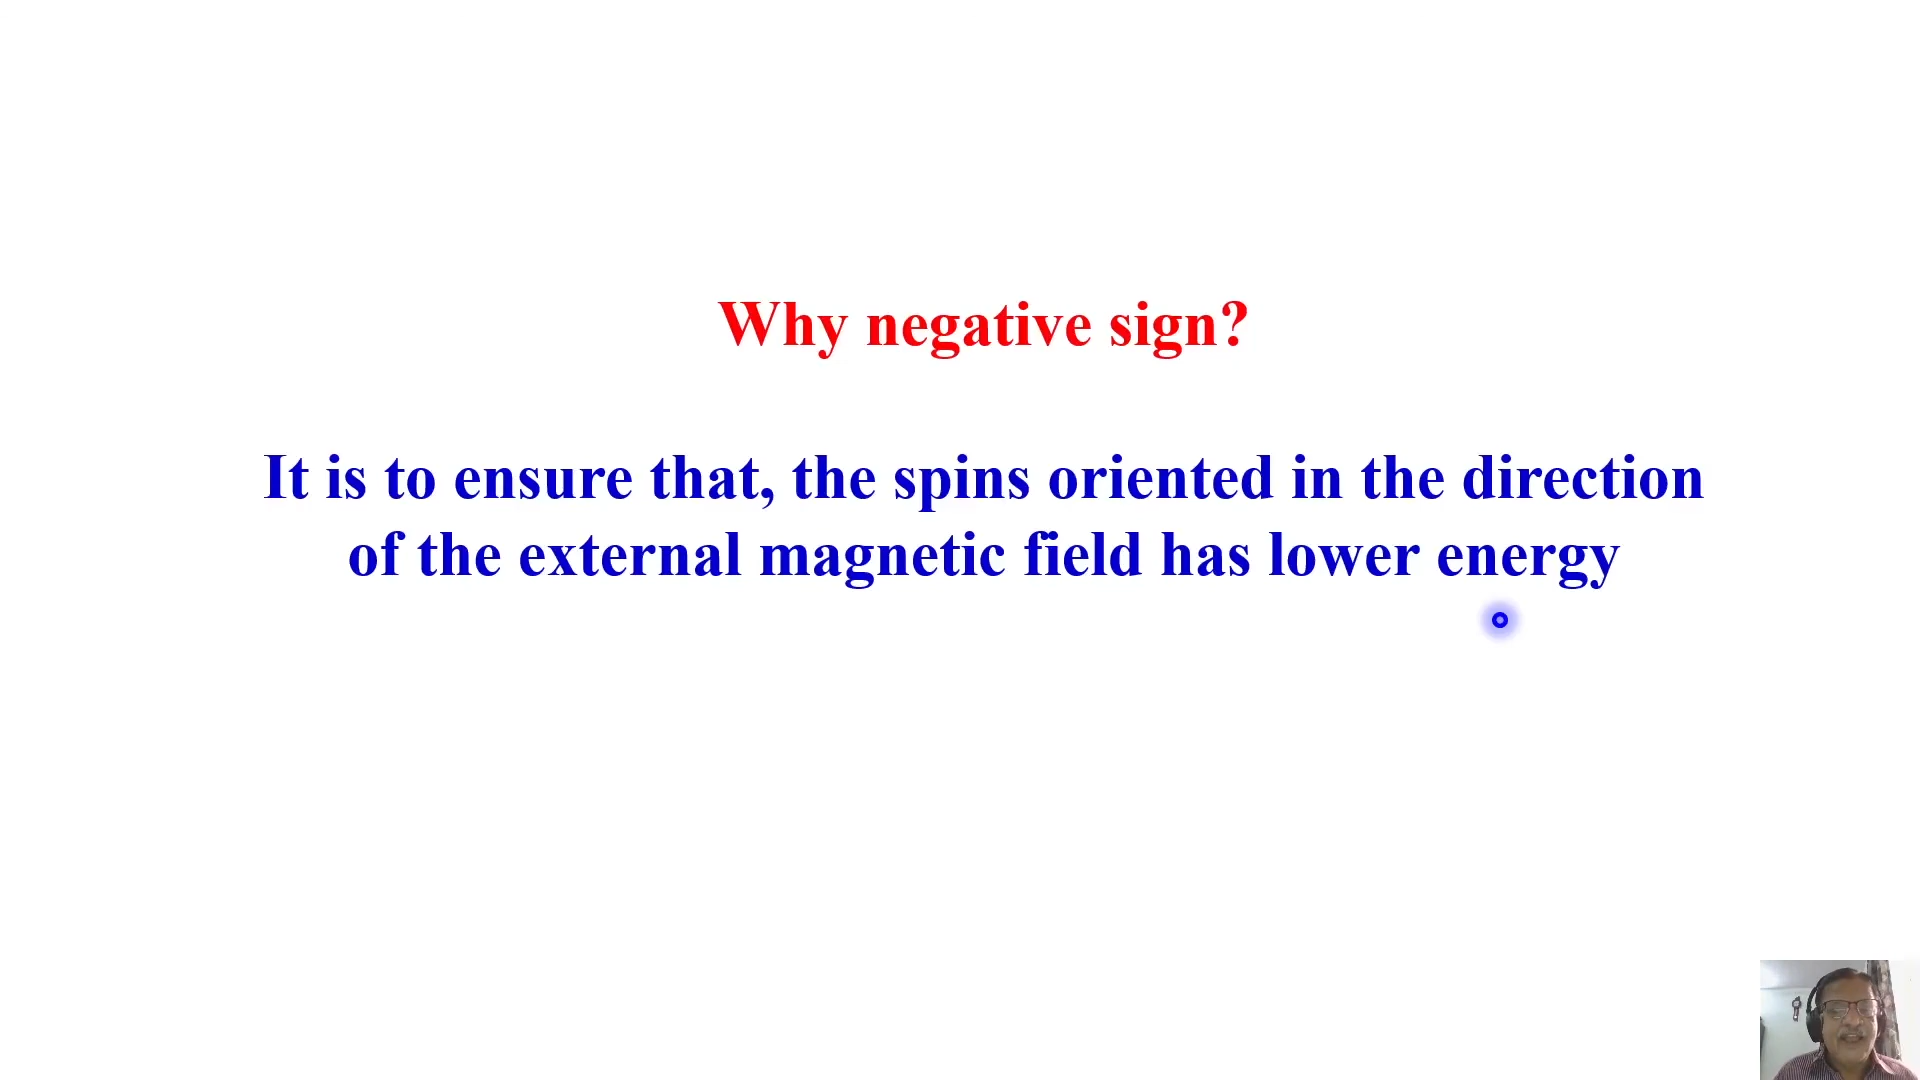 Why negative sign?
It is to ensure that, the spins oriented in the direction
of the external magnetic field has lower energy